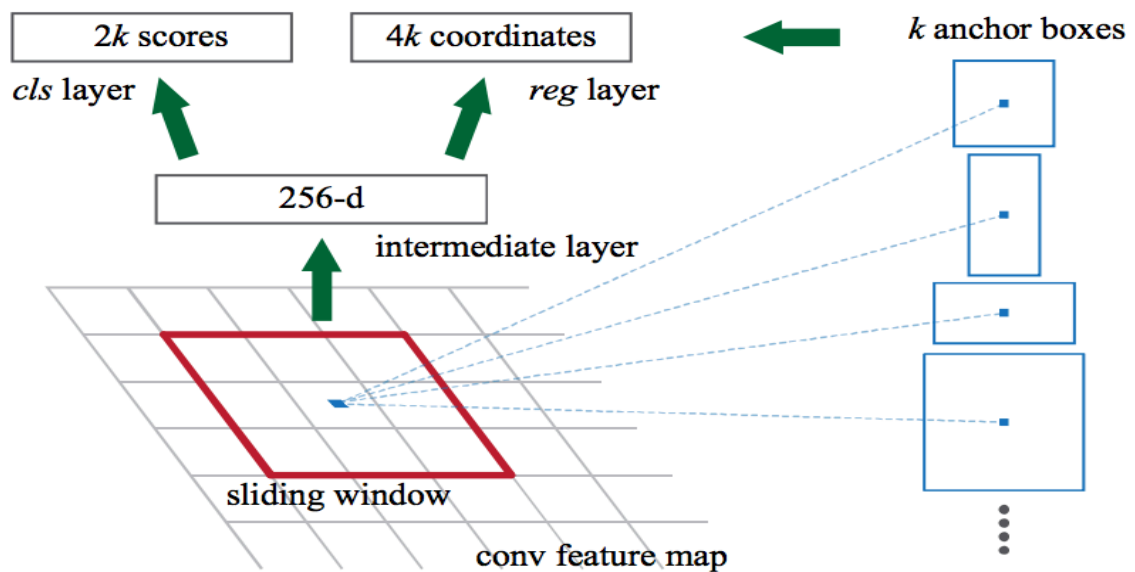 2k scores
4k coordinates
k anchor boxes
cls layer
reg layer
256-d
intermediate layer
sliding window
conv feature map